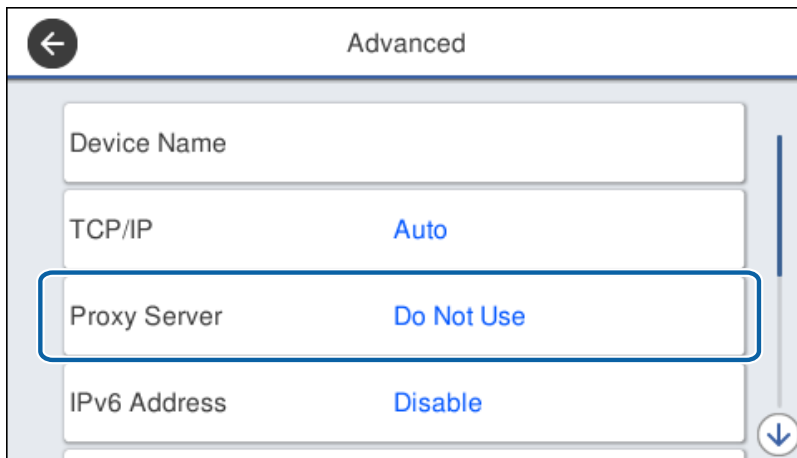 Advanced
Device Name
TCP/IP Auto
Proxy Server Do Not Use
IPv6 Address Disable